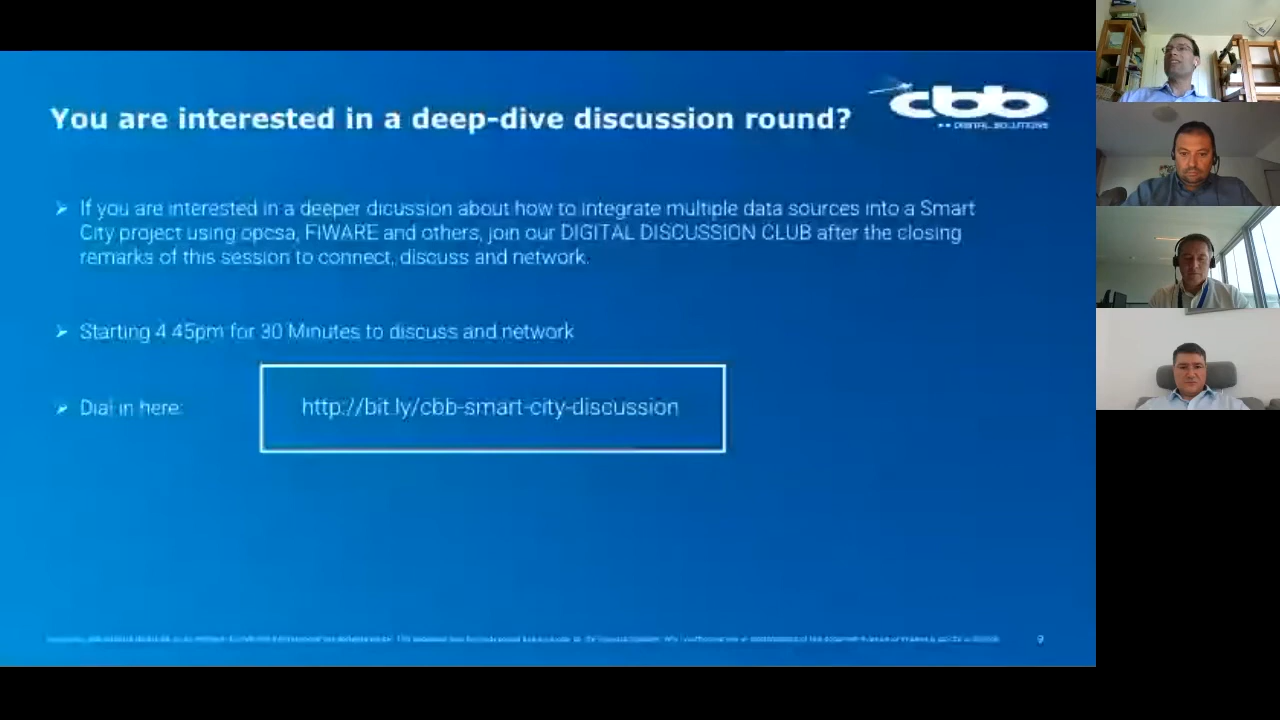 You are interested in a deep-dive discussion round?
cbb
DIGITAL SOLUTIONS
If you are interested in a deeper dicussion about how to integrate multiple data sources into a Smart
City project using opcsa, FIWARE and others, join our DIGITAL DISCUSSION CLUB after the closing
remarks of this session to connect, discuss and network.
Starting 4.45pm for 30 Minutes to discuss and network
Dial in here:
http://bit.ly/cbb-smart-city-discussion
9